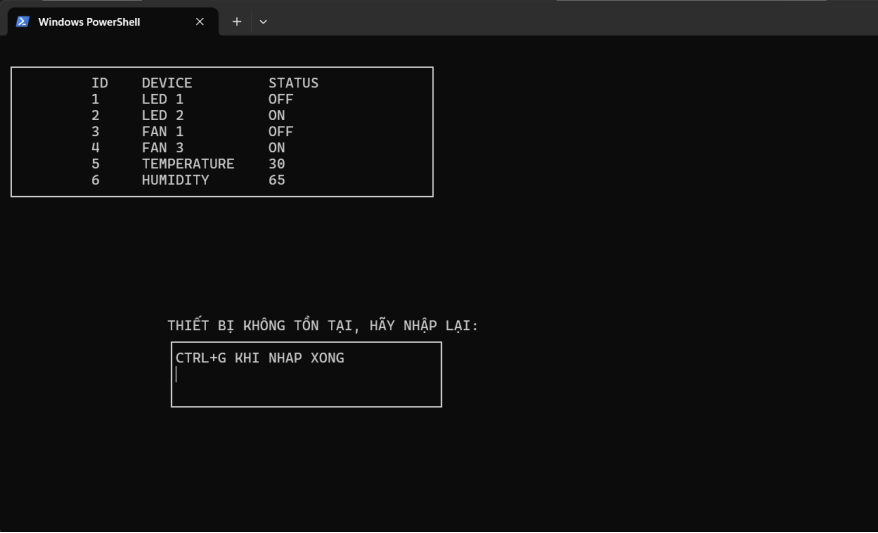 Windows PowerShell
ID DEVICE STATUS
1 LED 1 OFF
2 LED 2 ON
3 FAN 1 OFF
4 FAN 3 ON
5 TEMPERATURE 30
6 HUMIDITY 65
THIẾT BỊ KHÔNG TỒN TẠI, HÃY NHẬP LẠI:
CTRL+G KHI NHAP XONG